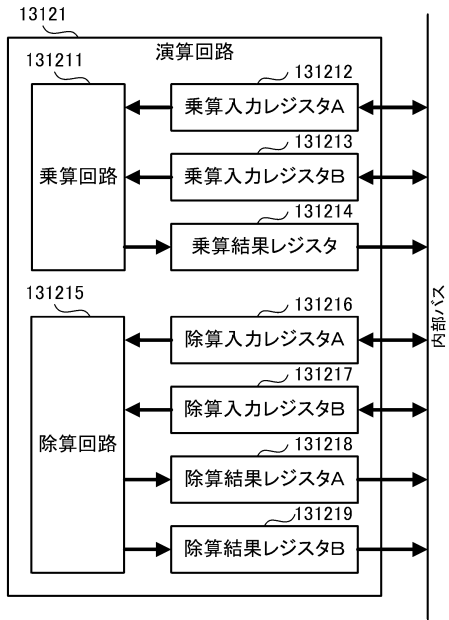 13121
演算回路
131211
乗算回路
131212
乗算入力レジスタA
131213
乗算入力レジスタB
131214
乗算結果レジスタ
131215
除算回路
131216
除算入力レジスタA
131217
除算入力レジスタB
131218
除算結果レジスタA
131219
除算結果レジスタB
内部バス